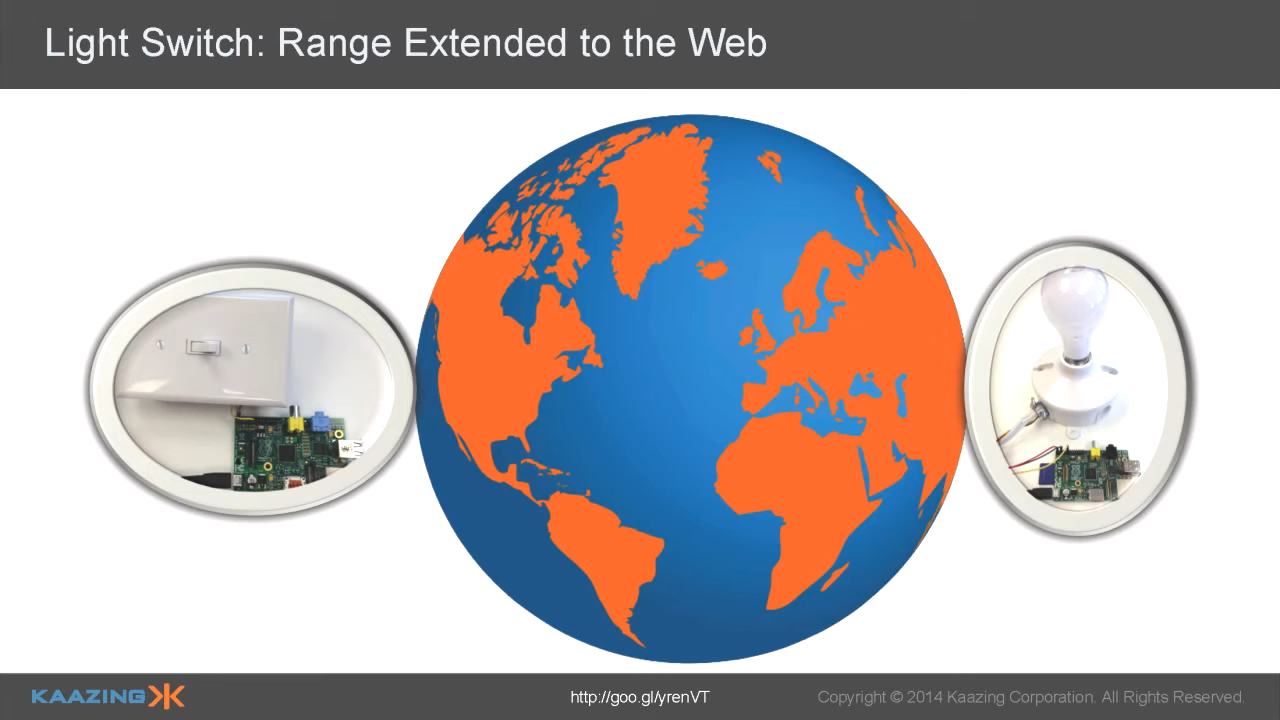 Light Switch: Range Extended to the Web
KAAZING
http://goo.gl/yrenVT
Copyright © 2014 Kaazing Corporation. All Rights Reserved.